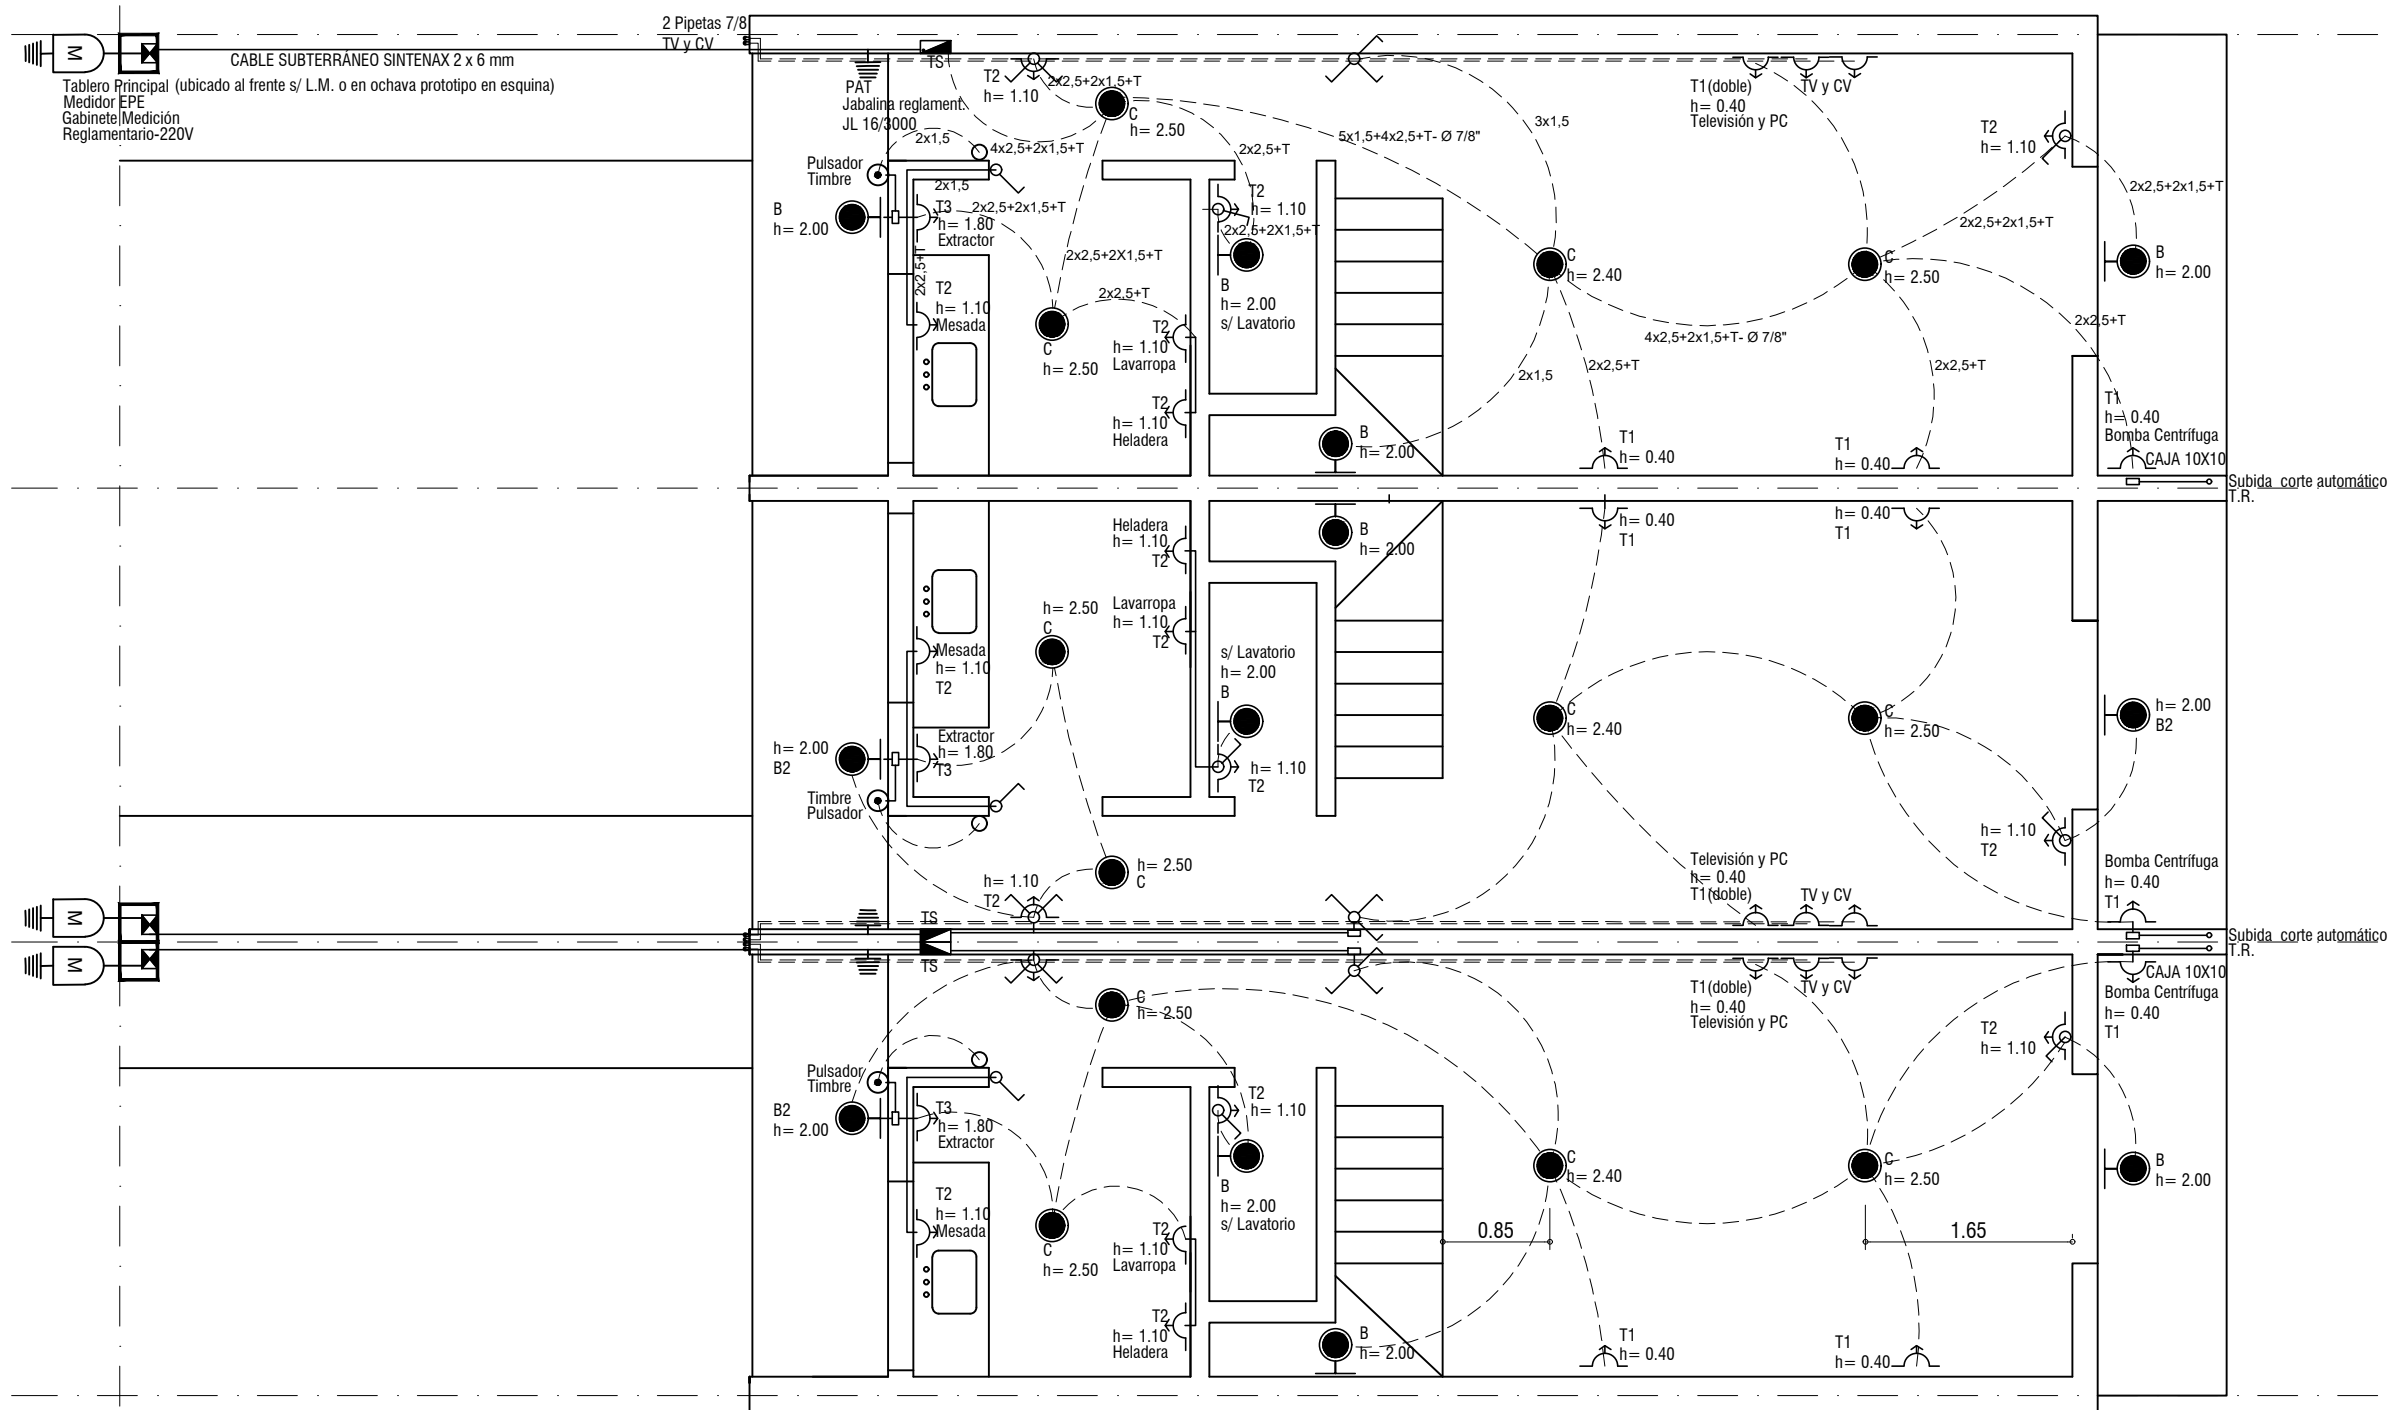 2 Pipetas 7/8
TV y CV
M
CABLE SUBTERRÁNEO SINTENAX 2 x 6 mm
Tablero Principal (ubicado al frente s/ L.M. o en ochava prototipo en esquina)
Medidor EPE
Gabinete Medición
Reglamentario-220V
TS
PAT
Jabalina reglament.
JL 16/3000
T2
h= 1.10
2x2,5+2x1,5+T
C
h= 2.50
2x1,5
4x2,5+2x1,5+T
2x2,5+T
5x1,5+4x2,5+T- Ø 7/8"
3x1,5
T1(doble)
h= 0.40
Televisión y PC
TV y CV
T2
h= 1.10
Pulsador
Timbre
B
h= 2.00
2x1,5
T3
h= 1.80
Extractor
2x2,5+2x1,5+T
2x2,5+T
2x2,5+2X1,5+T
T2
h= 1.10
2x2,5+2X1,5+T
B
h= 2.00
s/ Lavatorio
T2
h= 1.10
Mesada
2x2,5+T
C
h= 2.50
T2
h= 1.10
Lavarropa
T2
h= 1.10
Heladera
C
h= 2.40
4x2,5+2x1,5+T- Ø 7/8"
C
h= 2.50
2x2,5+2x1,5+T
2x2,5+2x1,5+T
B
h= 2.00
2x2,5+T
2x1,5
2x2,5+T
2x2,5+T
B
h= 2.00
T1
h= 0.40
T1
h= 0.40
T1
h= 0.40
Bomba Centrífuga
CAJA 10X10
Subida corte automático
T.R.
Heladera
h= 1.10
T2
B
h= 2.00
h= 0.40
T1
h= 0.40
T1
Lavarropa
h= 1.10
T2
h= 2.50
C
Mesada
h= 1.10
T2
s/ Lavatorio
h= 2.00
B
C
h= 2.40
C
h= 2.50
h= 2.00
B2
h= 2.00
B2
Extractor
h= 1.80
T3
h= 1.10
T2
Timbre
Pulsador
h= 2.50
C
h= 1.10
T2
h= 1.10
T2
Televisión y PC
h= 0.40
T1(doble)
TV y CV
Bomba Centrífuga
h= 0.40
T1
M
TS
Subida corte automático
T.R.
M
TS
CAJA 10X10
Bomba Centrífuga
h= 0.40
T1
C
h= 2.50
T1(doble)
h= 0.40
Televisión y PC
TV y CV
T2
h= 1.10
Pulsador
Timbre
B2
h= 2.00
T3
h= 1.80
Extractor
T2
h= 1.10
B
h= 2.00
s/ Lavatorio
C
h= 2.40
C
h= 2.50
B
h= 2.00
T2
h= 1.10
Mesada
C
h= 2.50
T2
h= 1.10
Lavarropa
0.85
1.65
T2
h= 1.10
Heladera
B
h= 2.00
T1
h= 0.40
T1
h= 0.40